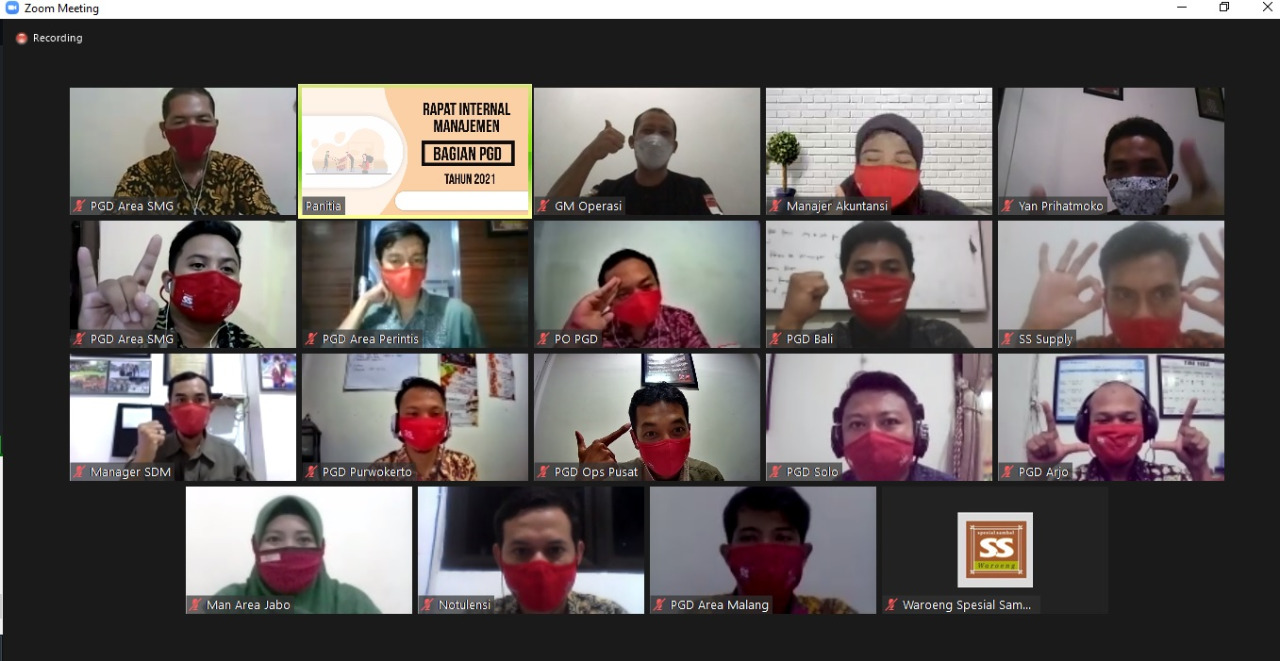 Zoom Meeting
Recording
PGD Area SMG
RAPAT INTERNAL
MANAJEMEN
BAGIAN PGD
TAHUN 2021
Panitia
GM Operasi
Manajer Akuntansi
Yan Prihatmoko
PGD Area SMG
SS
PGD Area Perintis
PO PGD
PGD Bali
SS Supply
Manager SDM
PGD Purwokerto
PGD Ops Pusat
PGD Solo
PGD Arjo
Man Area Jabo
Notulensi
PGD Area Malang
spesial sambal
SS
Waroeng
Waroeng Spesial Sam...